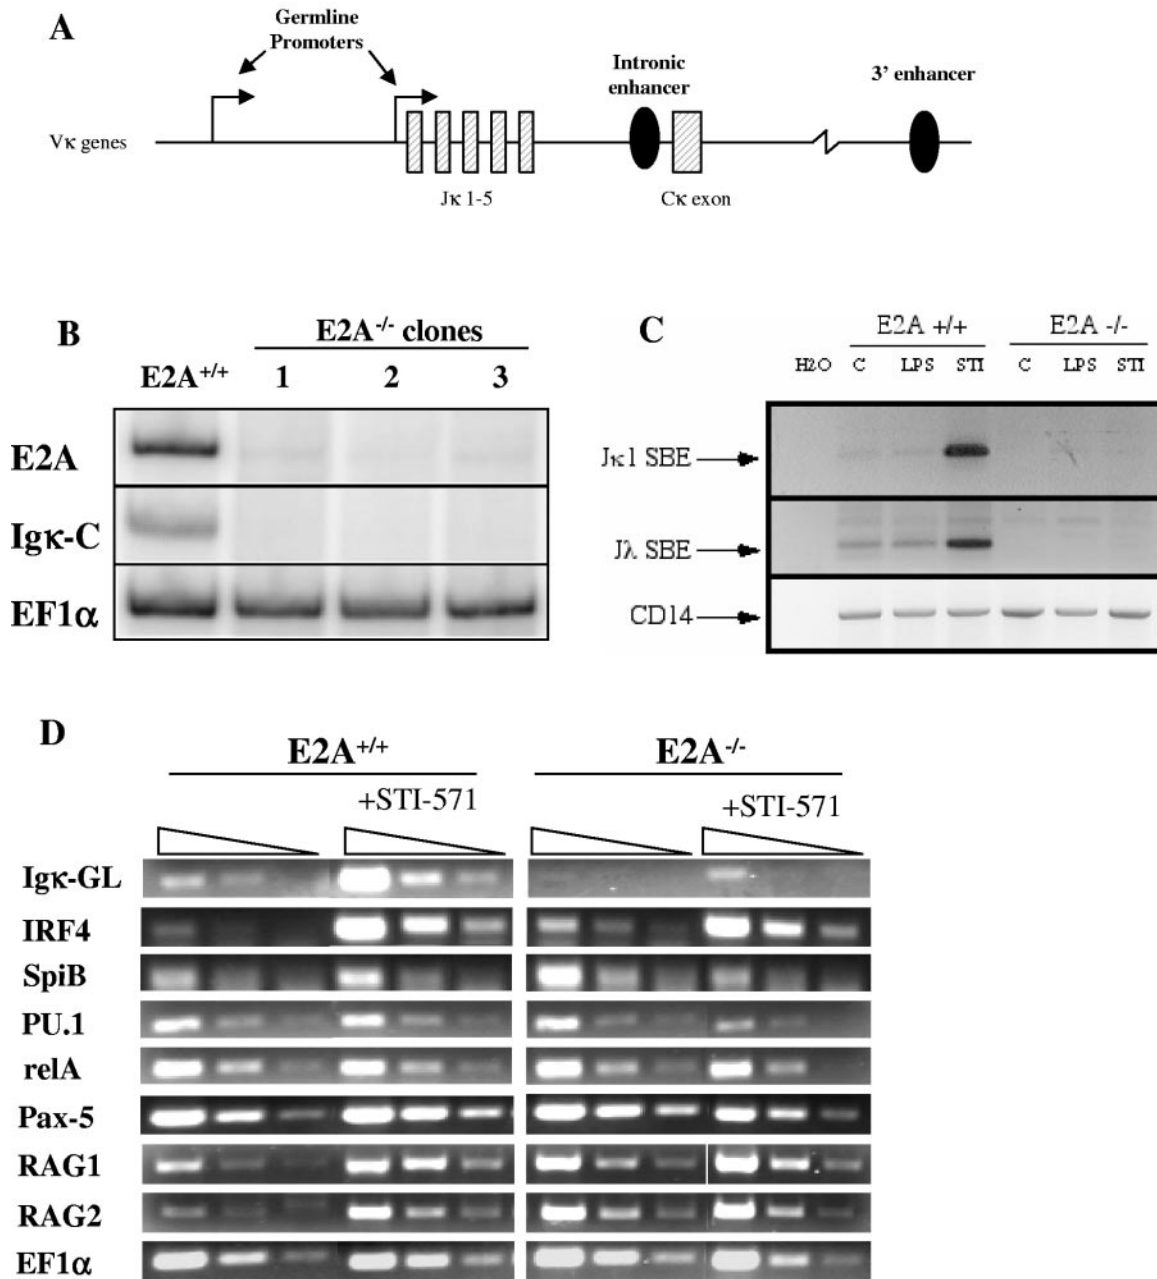 A
Germline
Promoters
Intronic
enhancer
3' enhancer
Vκ genes
Jκ 1-5
Cκ exon
B
E2A-/- clones
E2A+/+ 1 2 3
E2A
Igκ-C
EF1α
C
E2A +/+ E2A -/-
H2O C LPS STI C LPS STI
Jκ1 SBE
Jλ SBE
CD14
D
E2A+/+ E2A-/-
+STI-571 +STI-571
Igκ-GL
IRF4
SpiB
PU.1
relA
Pax-5
RAG1
RAG2
EF1α